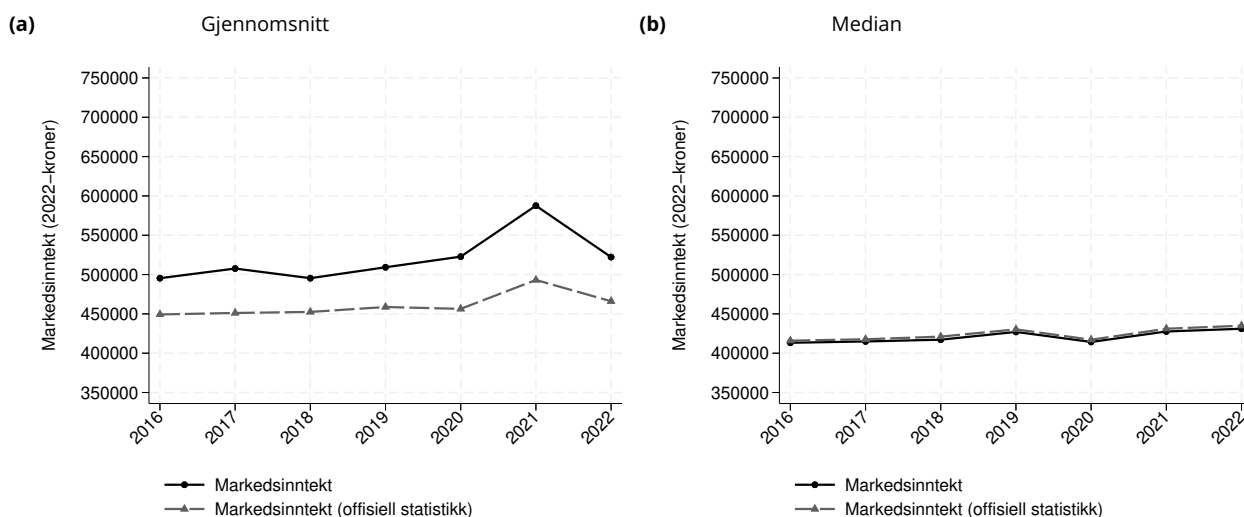 (a) Gjennomsnitt
Markedsinntekt (2022–kroner)
750000
700000
650000
600000
550000
500000
450000
400000
350000
2016 2017 2018 2019 2020 2021 2022
Markedsinntekt
Markedsinntekt (offisiell statistikk)
(b) Median
Markedsinntekt (2022–kroner)
750000
700000
650000
600000
550000
500000
450000
400000
350000
2016 2017 2018 2019 2020 2021 2022
Markedsinntekt
Markedsinntekt (offisiell statistikk)